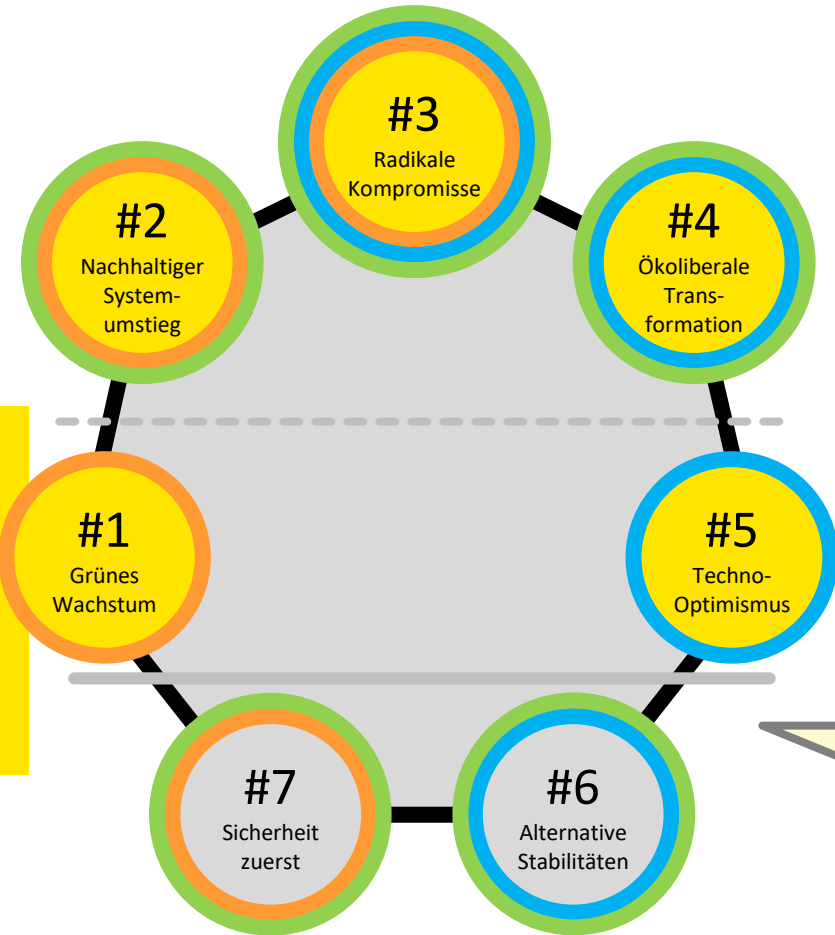 #3
Radikale
Kompromisse
#2
Nachhaltiger
System-
umstieg
#4
Ökoliberale
Trans-
formation
#1
Grünes
Wachstum
#5
Techno-
Optimismus
#7
Sicherheit
zuerst
#6
Alternative
Stabilitäten